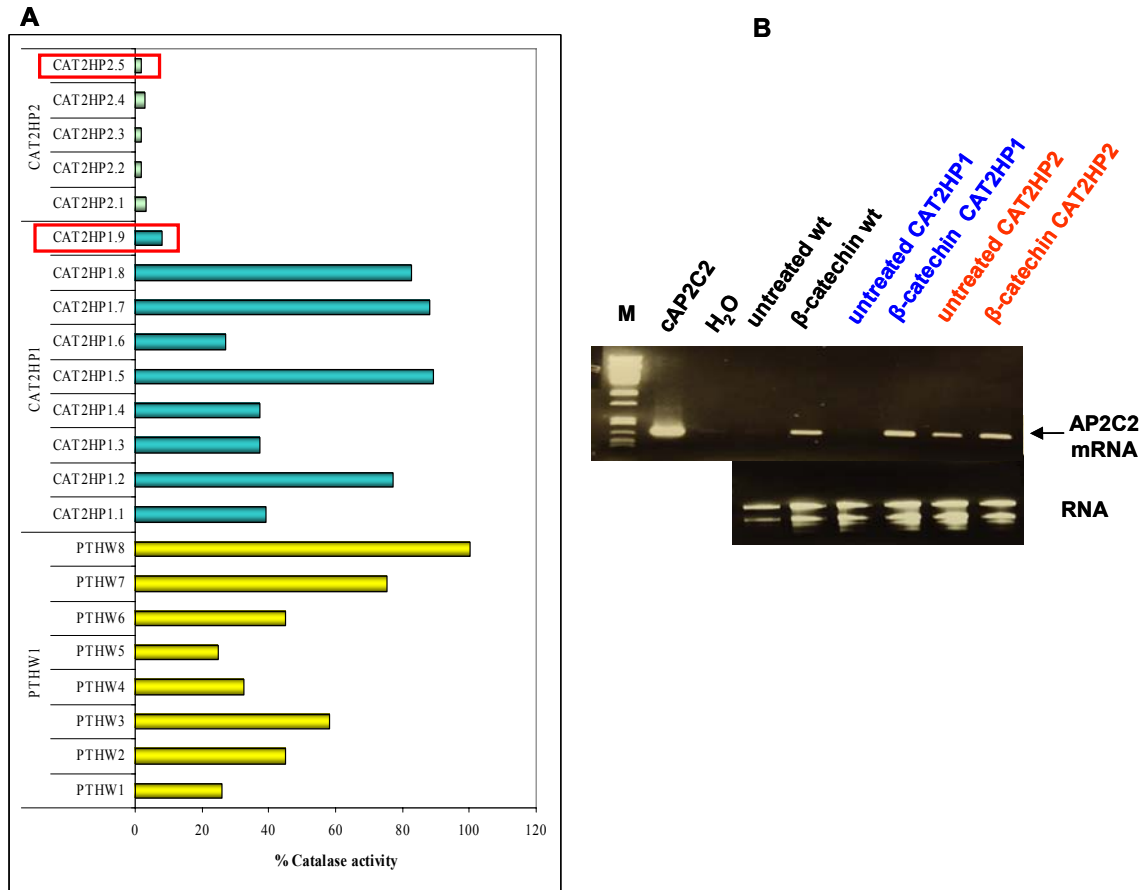 A
CAT2HP2
CAT2HP2.5
CAT2HP2.4
CAT2HP2.3
CAT2HP2.2
CAT2HP2.1
CAT2HP1
CAT2HP1.9
CAT2HP1.8
CAT2HP1.7
CAT2HP1.6
CAT2HP1.5
CAT2HP1.4
CAT2HP1.3
CAT2HP1.2
CAT2HP1.1
PTHW1
PTHW8
PTHW7
PTHW6
PTHW5
PTHW4
PTHW3
PTHW2
PTHW1
0 20 40 60 80 100 120
% Catalase activity
B
M
cAP2C2
H₂O
untreated wt
β-catechin wt
untreated CAT2HP1
β-catechin CAT2HP1
untreated CAT2HP2
β-catechin CAT2HP2
AP2C2
mRNA
RNA